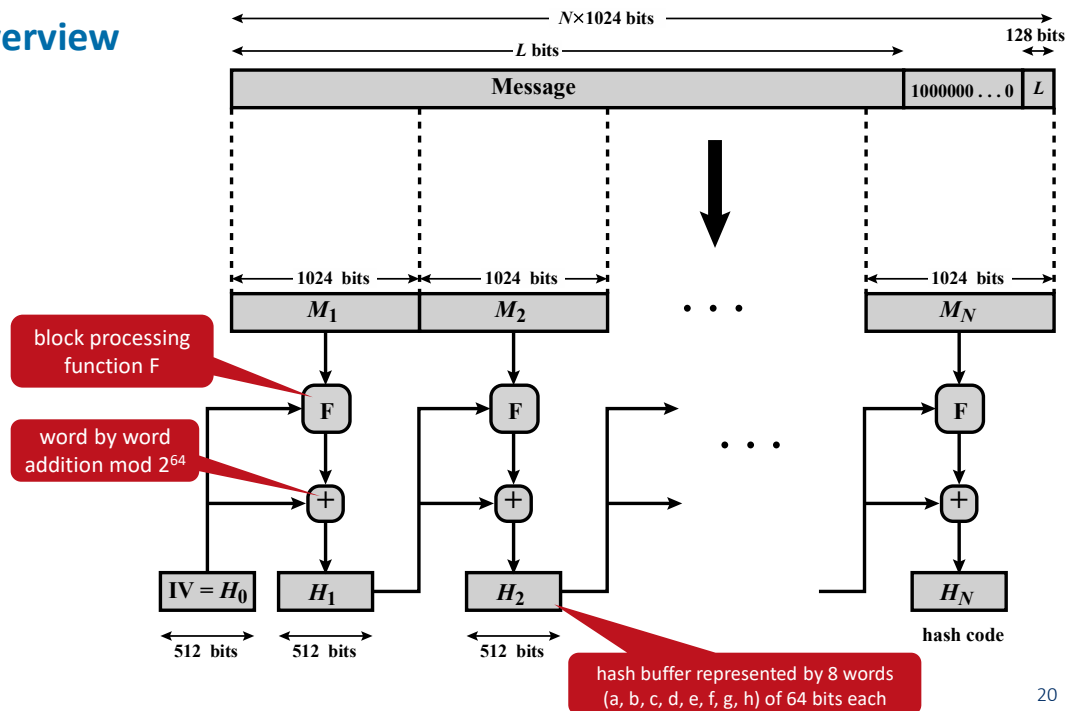 erview
N×1024 bits
128 bits
L bits
Message
1000000 . . . 0
L
1024 bits
1024 bits
1024 bits
M1
M2
. . .
MN
block processing
function F
F
F
F
. . .
word by word
addition mod 2^64
+
+
+
IV = H0
H1
H2
HN
hash code
512 bits
512 bits
512 bits
hash buffer represented by 8 words
(a, b, c, d, e, f, g, h) of 64 bits each
20